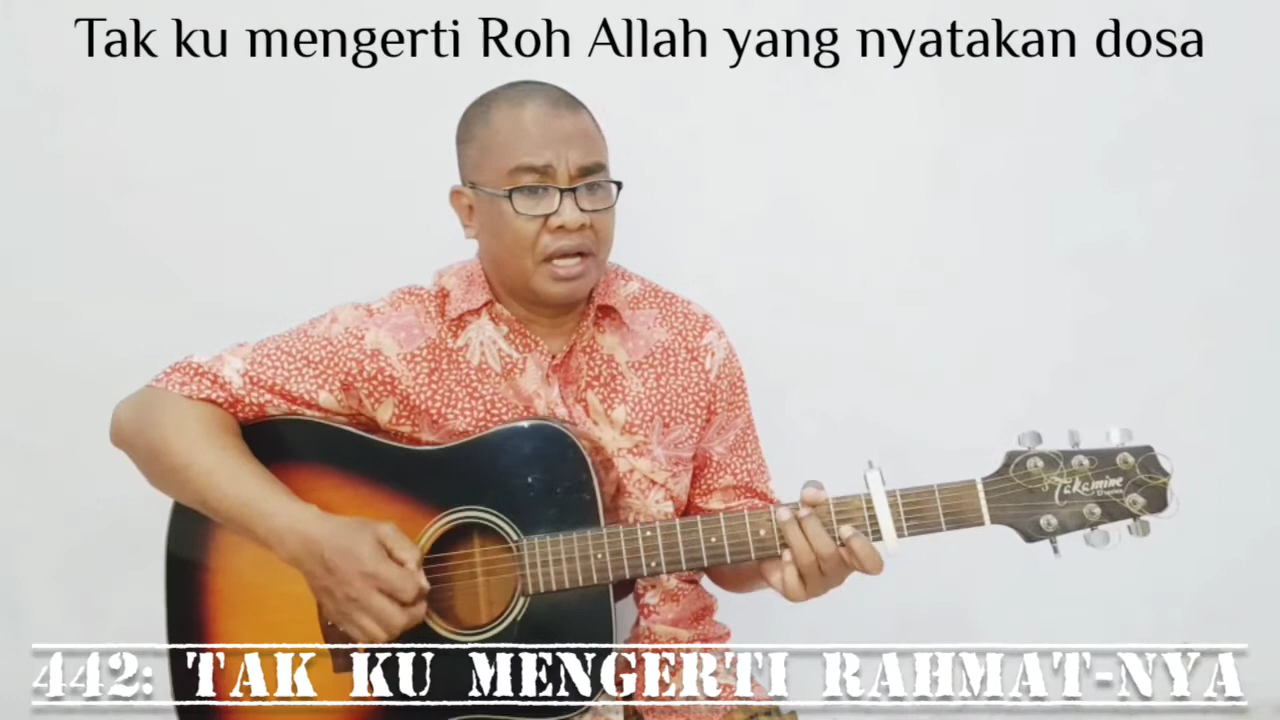 Tak ku mengerti Roh Allah yang nyatakan dosa
Takamine
442: TAK KU MENGERTI RAHMAT-NYA